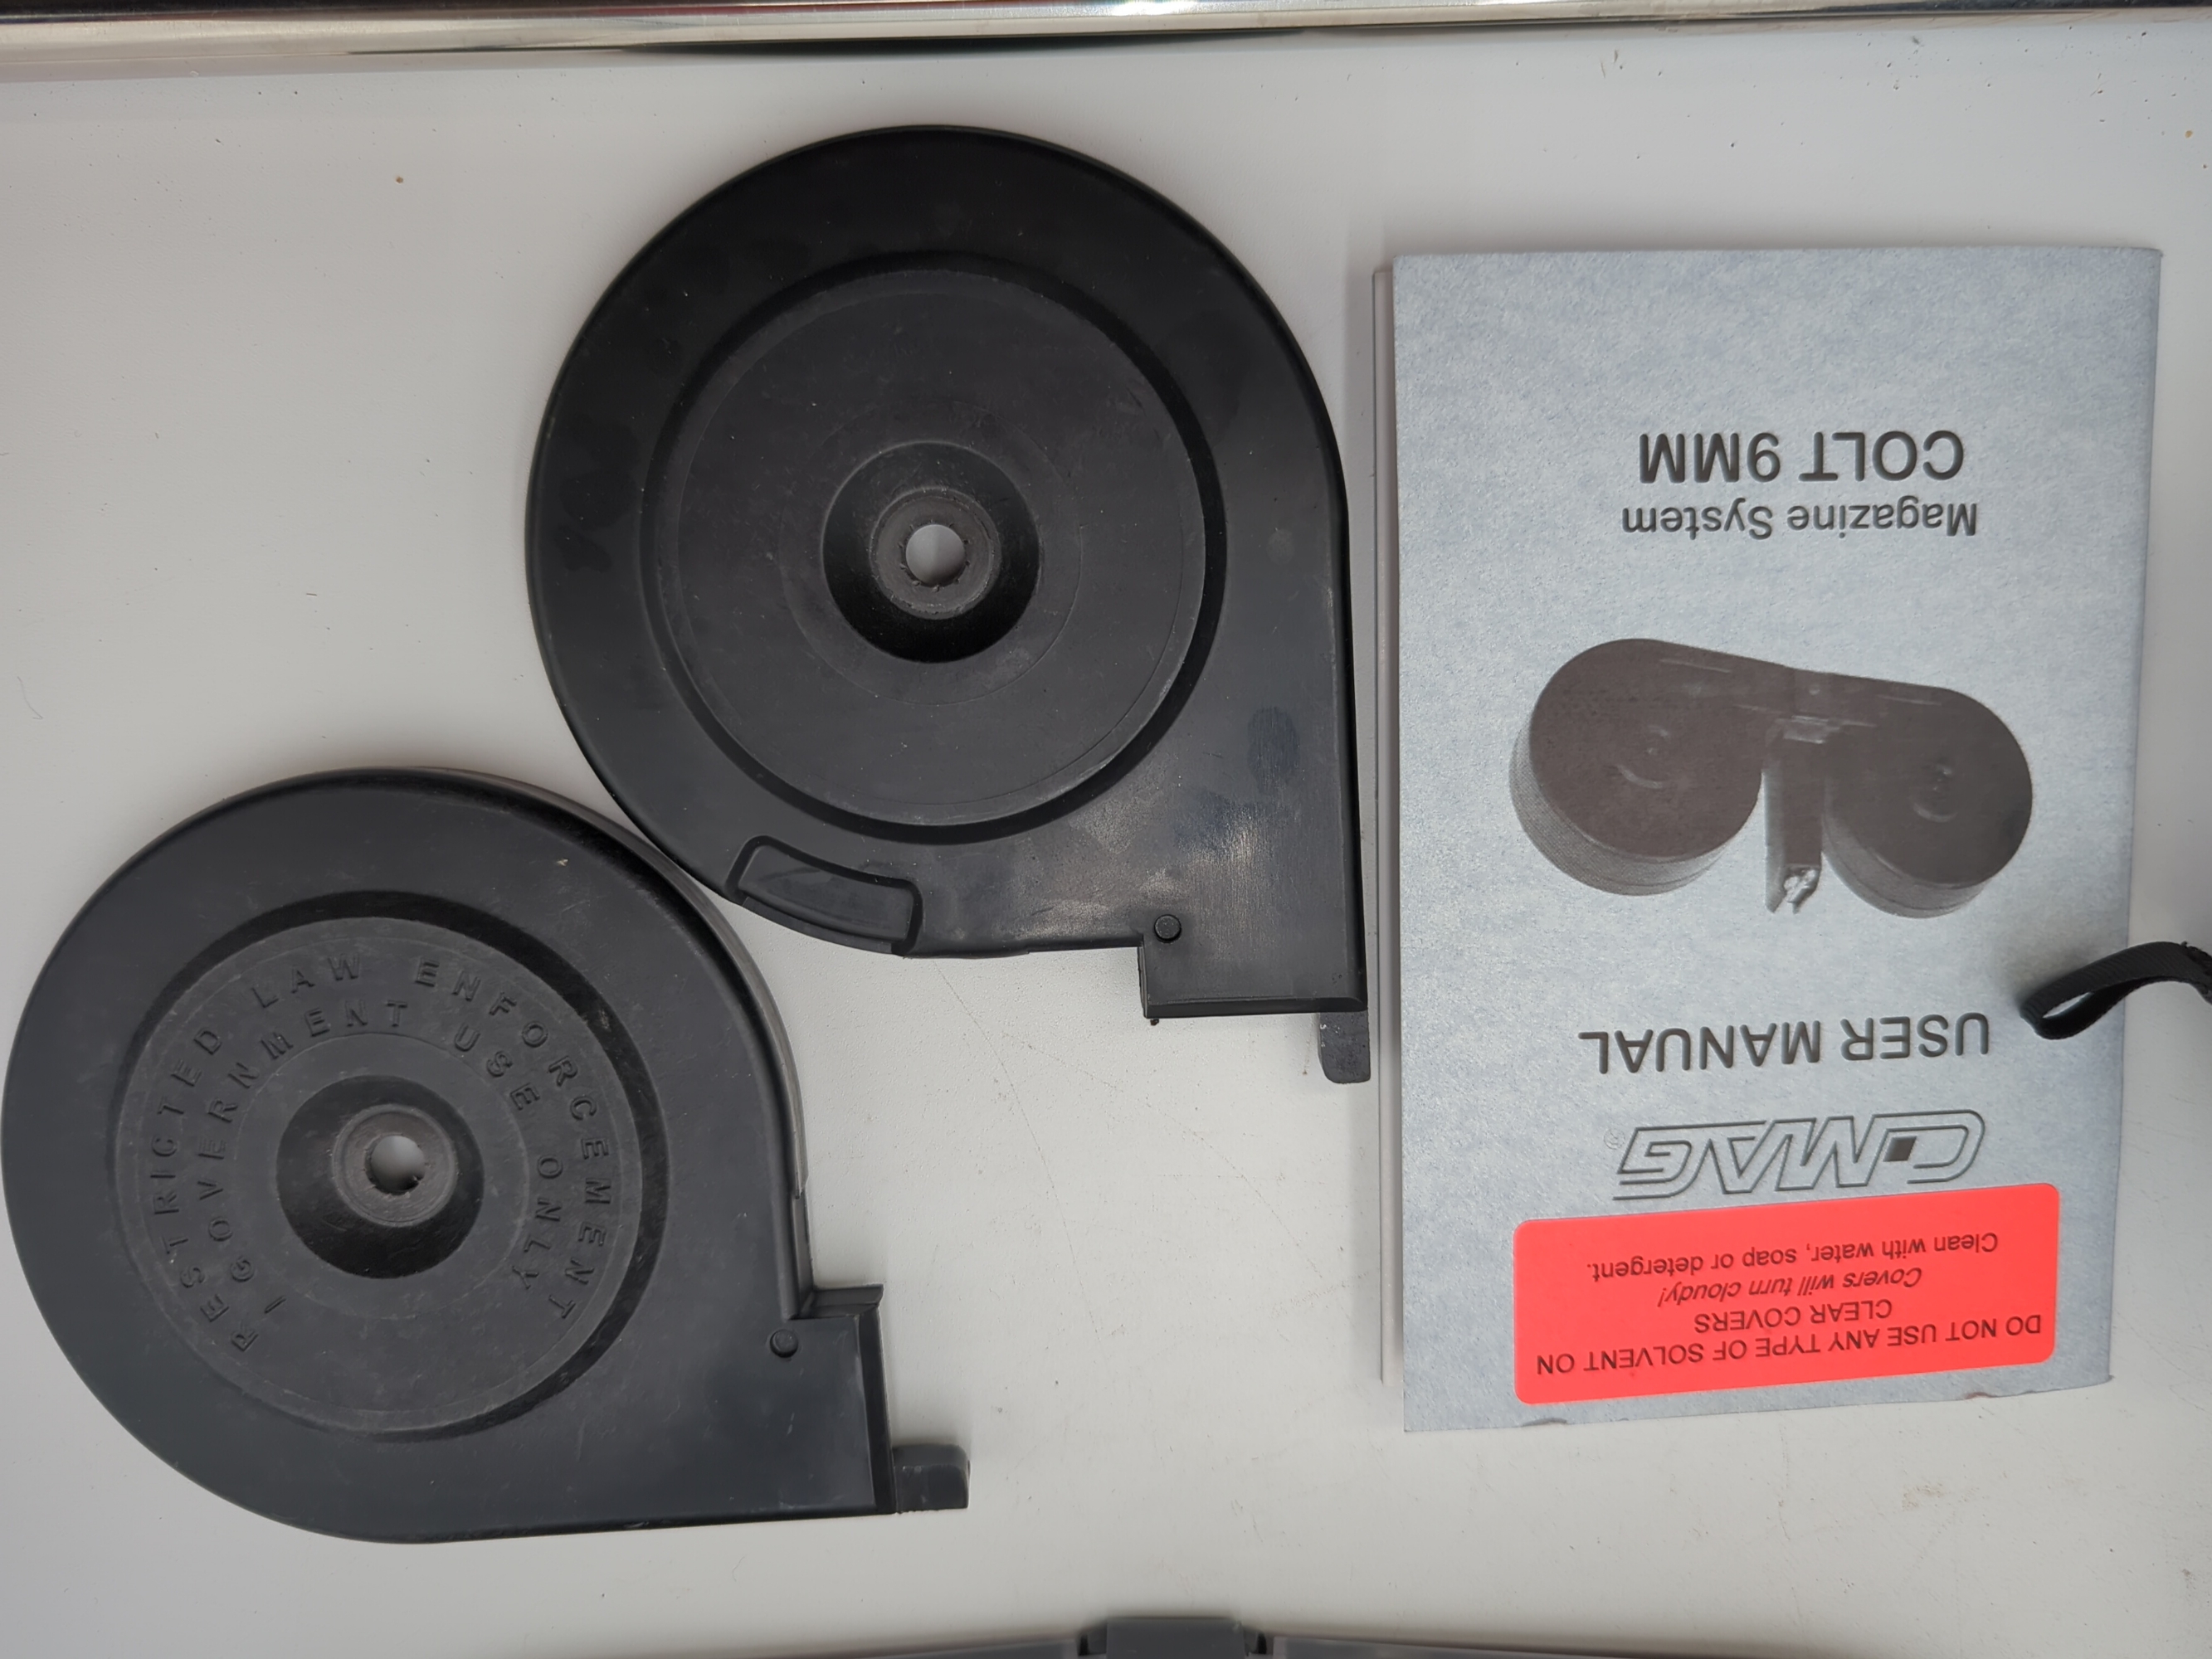 RESTRICTED LAW ENFORCEMENT
/GOVERNMENT USE ONLY
DO NOT USE ANY TYPE OF SOLVENT ON
CLEAR COVERS
Covers will turn cloudy!
Clean with water, soap or detergent.
C-MAG®
USER MANUAL
Magazine System
COLT 9MM